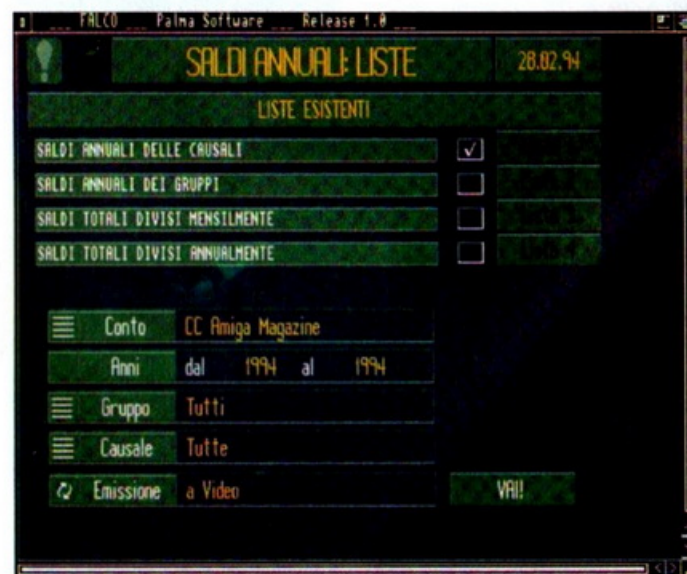 ___ FALCO ___ Palma Software ___ Release 1.0 ___
SALDI ANNUALI: LISTE
28.02.94
LISTE ESISTENTI
SALDI ANNUALI DELLE CAUSALI
SALDI ANNUALI DEI GRUPPI
SALDI TOTALI DIVISI MENSILMENTE
SALDI TOTALI DIVISI ANNUALMENTE
Conto CC Amiga Magazine
Anni dal 1994 al 1994
Gruppo Tutti
Causale Tutte
Emissione a Video
VAI!